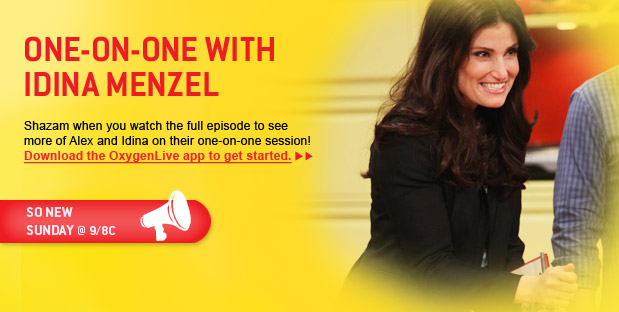 ONE-ON-ONE WITH
IDINA MENZEL
Shazam when you watch the full episode to see
more of Alex and Idina on their one-on-one session!
Download the OxygenLive app to get started.
SO NEW
SUNDAY @ 9/8C